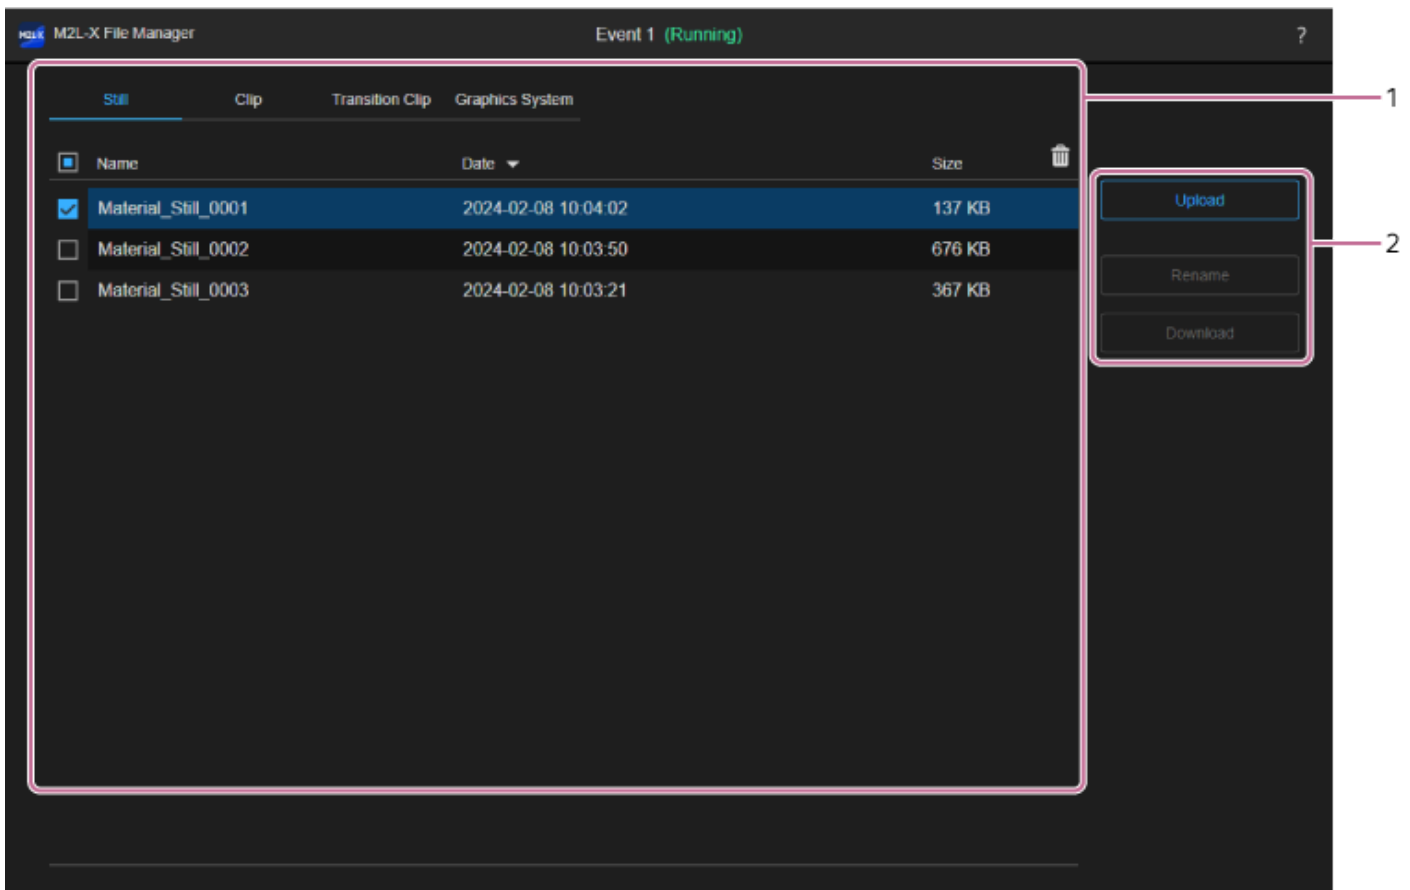 M2L-X M2L-X File Manager Event 1 (Running) ?
Still Clip Transition Clip Graphics System
1
Name Date Size
Material_Still_0001 2024-02-08 10:04:02 137 KB
Upload
Material_Still_0002 2024-02-08 10:03:50 676 KB
2
Rename
Material_Still_0003 2024-02-08 10:03:21 367 KB
Download